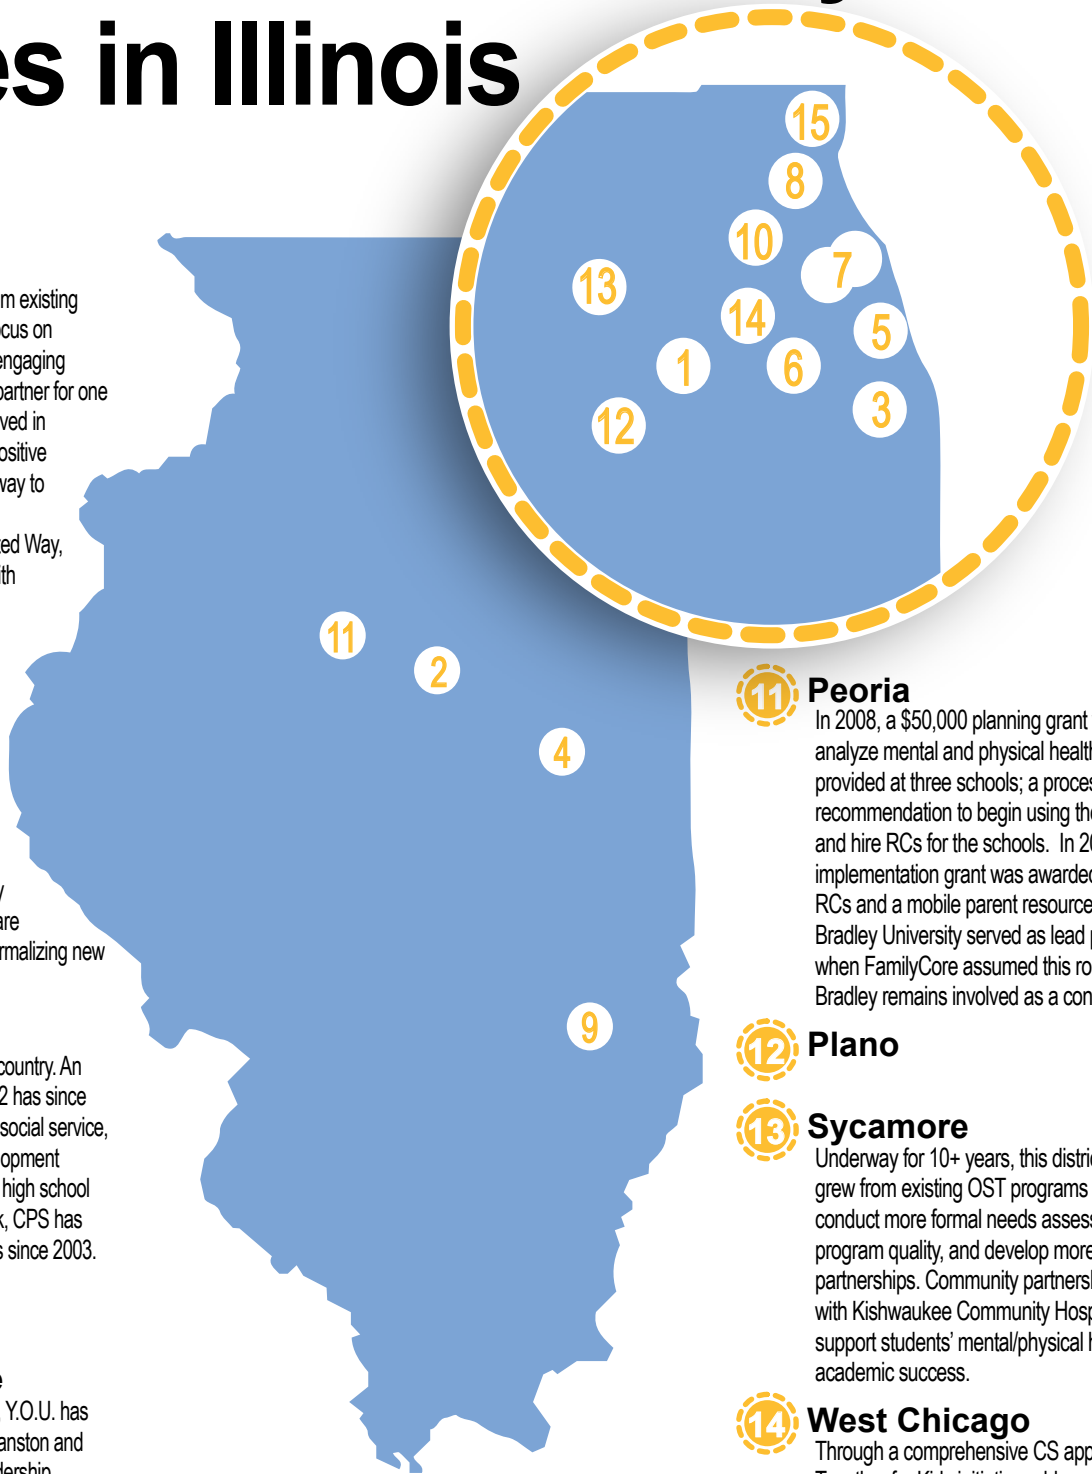 es in Illinois
m existing
ocus on
engaging
partner for one
ved in
ositive
way to
ed Way,
ith
y
are
rmalizing new
country. An
2 has since
social service,
opment
high school
k, CPS has
s since 2003.
e
Y.O.U. has
anston and
dership
15
8
10
7
13
14
5
1
6
3
12
11
2
4
9
11 Peoria
In 2008, a $50,000 planning grant
analyze mental and physical health
provided at three schools; a proces
recommendation to begin using the
and hire RCs for the schools. In 20
implementation grant was awarded
RCs and a mobile parent resource
Bradley University served as lead p
when FamilyCore assumed this ro
Bradley remains involved as a con
12 Plano
13 Sycamore
Underway for 10+ years, this distric
grew from existing OST programs
conduct more formal needs assess
program quality, and develop more
partnerships. Community partnersh
with Kishwaukee Community Hosp
support students' mental/physical h
academic success.
14 West Chicago
Through a comprehensive CS app